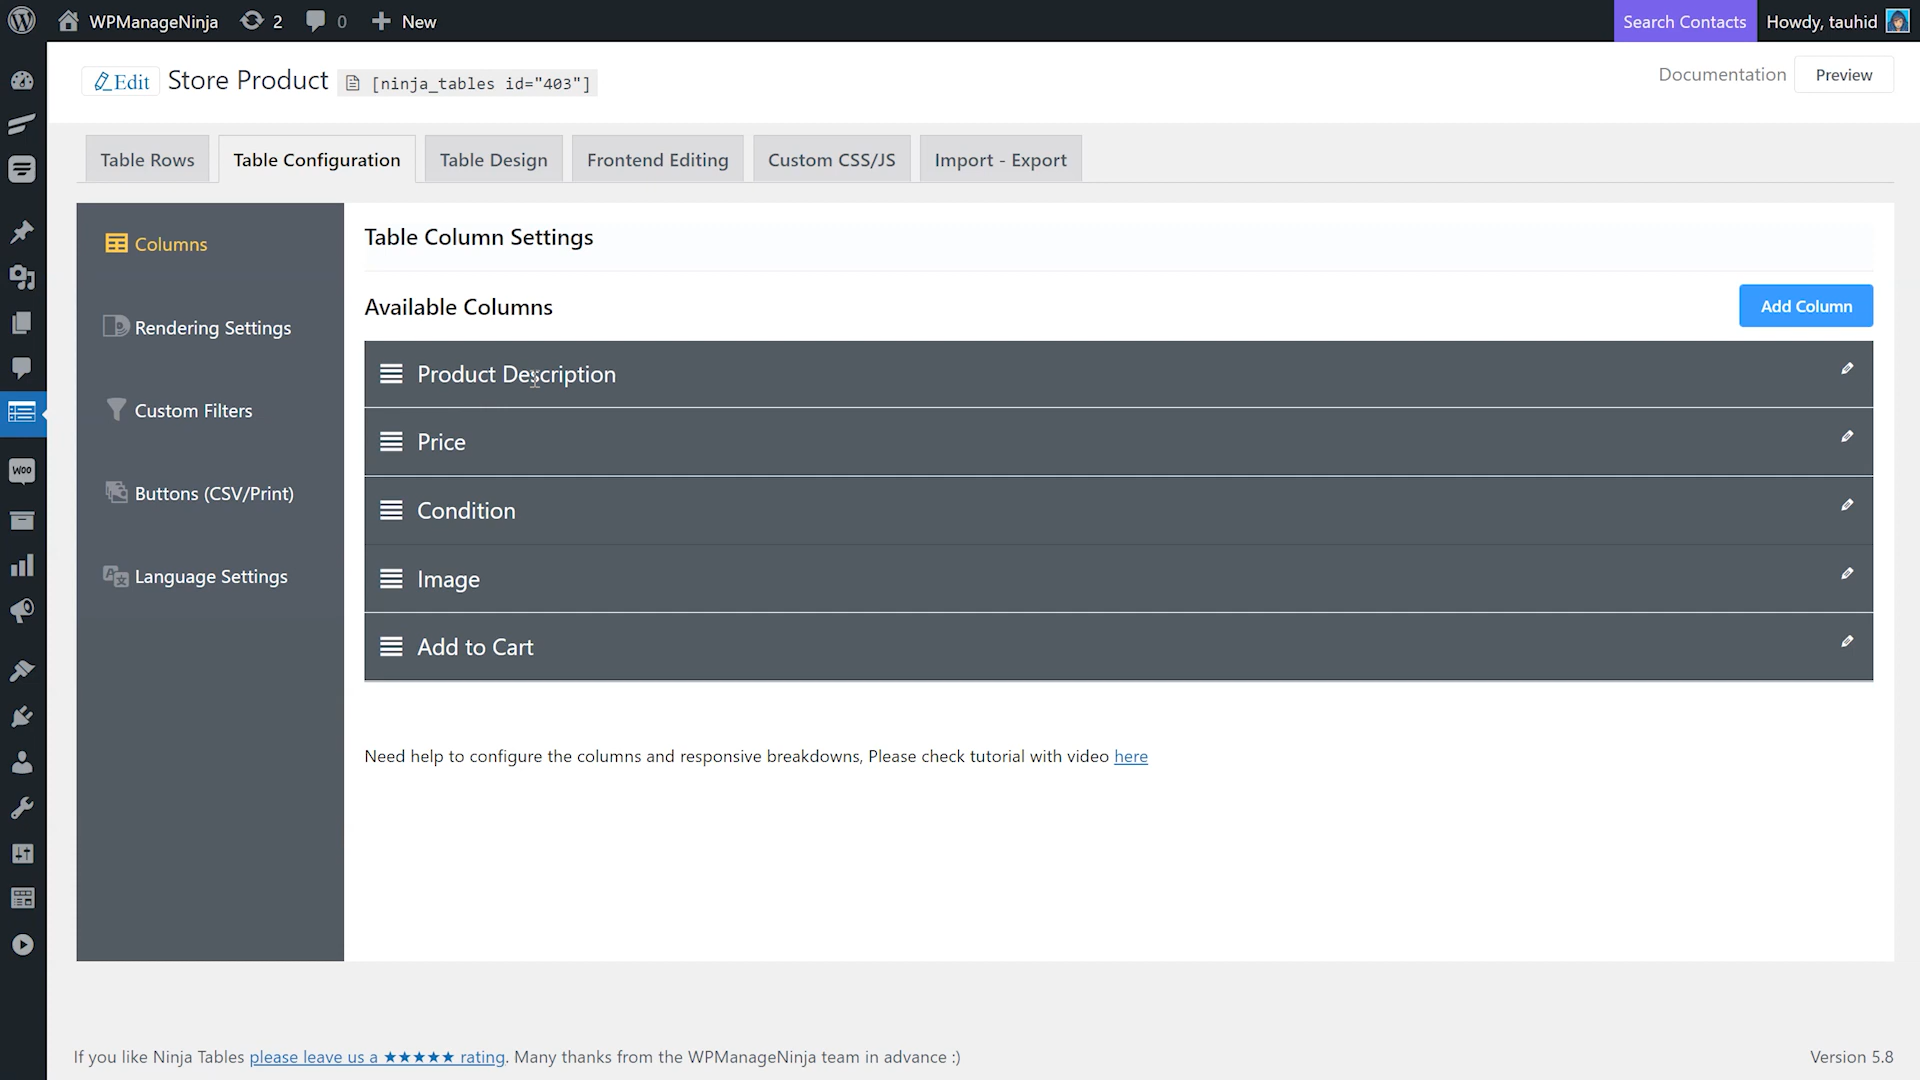 WPManageNinja 2 0 New Search Contacts Howdy, tauhid
Edit Store Product [ninja_tables id="403"] Documentation Preview
Table Rows Table Configuration Table Design Frontend Editing Custom CSS/JS Import - Export
Columns
Rendering Settings
Custom Filters
Buttons (CSV/Print)
Language Settings
Table Column Settings
Available Columns Add Column
Product Description
Price
Condition
Image
Add to Cart
Need help to configure the columns and responsive breakdowns, Please check tutorial with video here
If you like Ninja Tables please leave us a ★★★★★ rating. Many thanks from the WPManageNinja team in advance :) Version 5.8